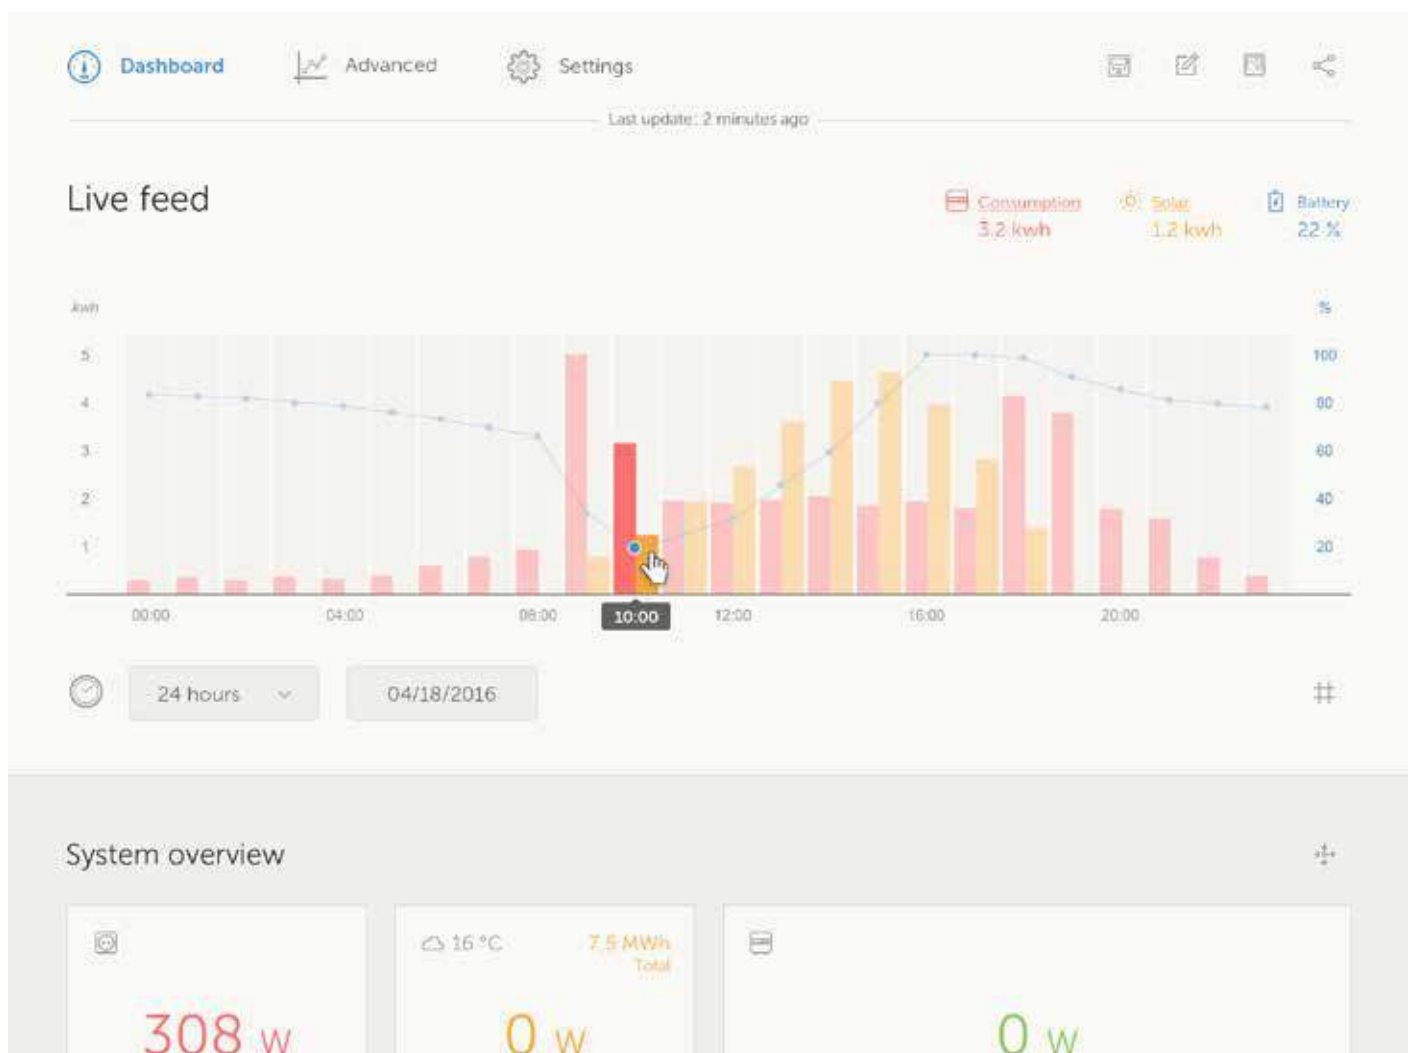 Dashboard
Advanced
Settings
Last update: 2 minutes ago
Live feed
Consumption
3.2 kwh
Solar
1.2 kwh
Battery
22 %
kwh
%
5
4
3
2
1
100
80
60
40
20
00:00
04:00
08:00
10:00
12:00
16:00
20:00
24 hours
04/18/2016
System overview
16 °C
7.5 MWh
Total
308 W
0 W
0 W